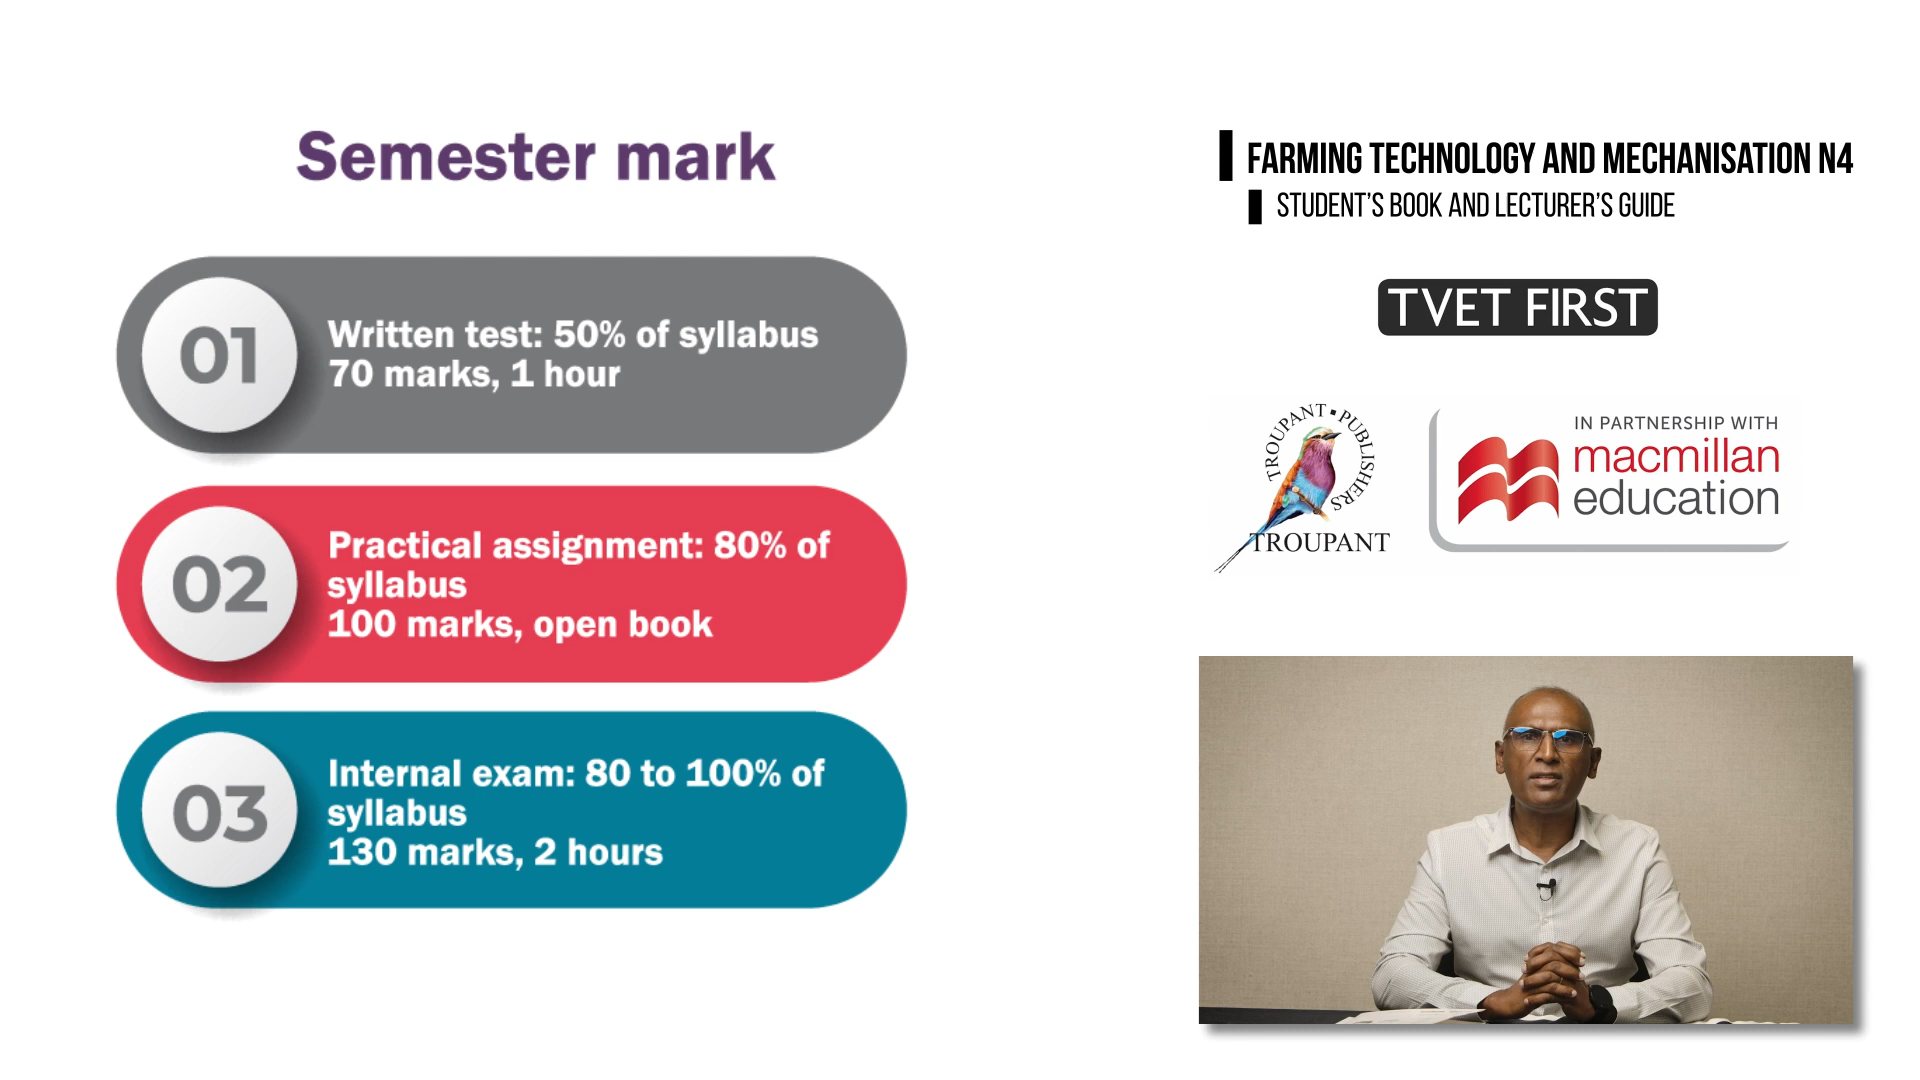 Semester mark
01
Written test: 50% of syllabus
70 marks, 1 hour
02
Practical assignment: 80% of
syllabus
100 marks, open book
03
Internal exam: 80 to 100% of
syllabus
130 marks, 2 hours
FARMING TECHNOLOGY AND MECHANISATION N4
STUDENT'S BOOK AND LECTURER'S GUIDE
TVET FIRST
TROUPANT▪PUBLISHERS
TROUPANT
IN PARTNERSHIP WITH
macmillan
education